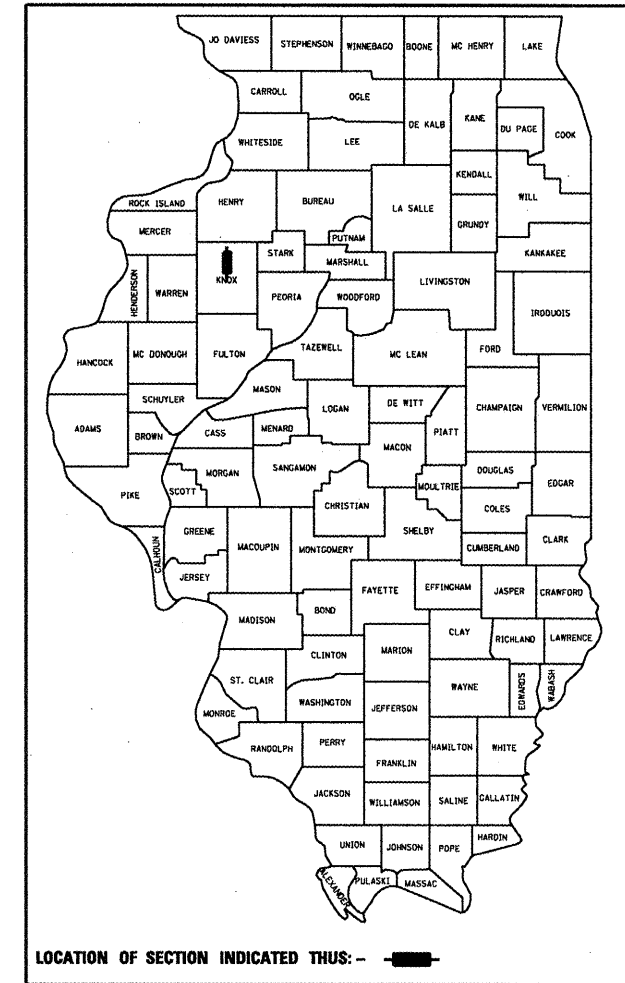 JO DAVIESS STEPHENSON WINNEBAGO BOONE MC HENRY LAKE
CARROLL OGLE
DE KALB KANE DU PAGE COOK
WHITESIDE LEE
KENDALL WILL
ROCK ISLAND HENRY BUREAU LA SALLE GRUNDY
MERCER PUTNAM
STARK MARSHALL KANKAKEE
HENDERSON WARREN KNOX PEORIA WOODFORD LIVINGSTON
IROQUOIS
HANCOCK MC DONOUGH FULTON TAZEWELL MC LEAN FORD
MASON
SCHUYLER LOGAN DE WITT CHAMPAIGN VERMILION
ADAMS BROWN CASS MENARD MACON PIATT
MORGAN SANGAMON DOUGLAS
PIKE SCOTT CHRISTIAN MOULTRIE COLES EDGAR
GREENE MACOUPIN MONTGOMERY SHELBY CUMBERLAND CLARK
CALHOUN JERSEY
FAYETTE EFFINGHAM JASPER CRAWFORD
MADISON BOND
CLINTON MARION CLAY RICHLAND LAWRENCE
ST. CLAIR WAYNE EDWARDS WABASH
MONROE WASHINGTON JEFFERSON
RANDOLPH PERRY FRANKLIN HAMILTON WHITE
JACKSON WILLIAMSON SALINE GALLATIN
UNION JOHNSON POPE HARDIN
ALEXANDER PULASKI MASSAC
LOCATION OF SECTION INDICATED THUS: –